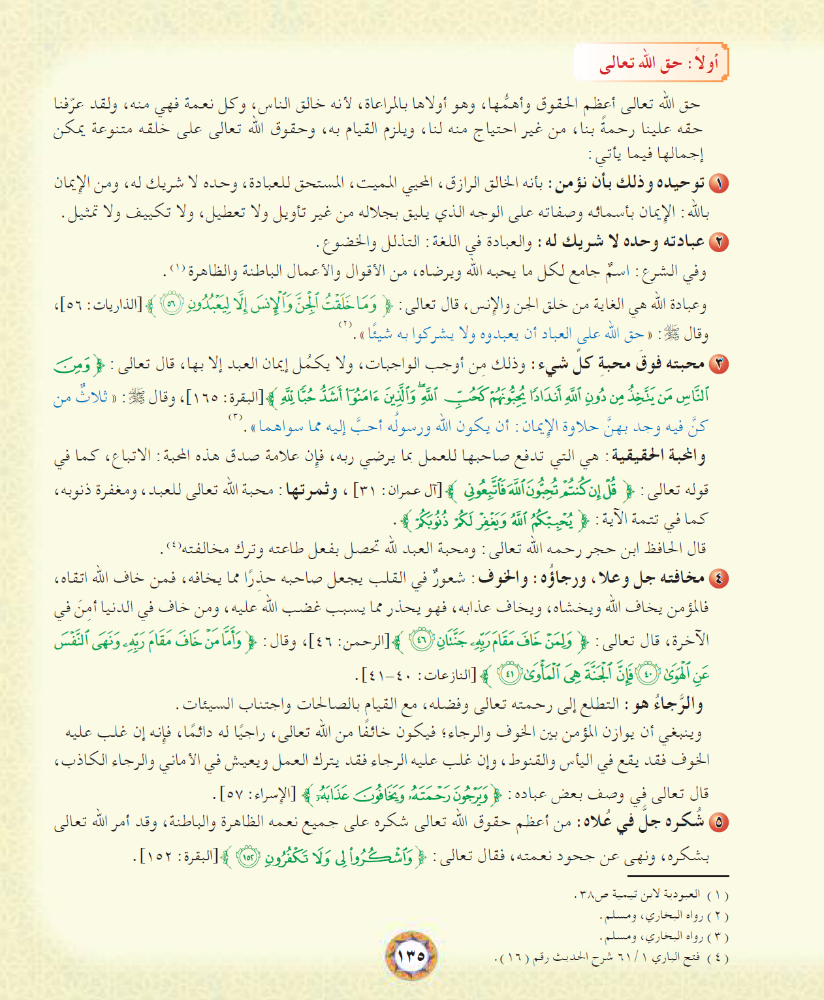 أولاً: حق الله تعالى
حق الله تعالى أعظم الحقوق وأهمُّها، وهو أولاها بالمراعاة، لأنه خالق الناس، وكل نعمة فهي منه، ولقد عرّفنا
حقه علينا رحمةً بنا، من غير احتياج منه لنا، ويلزم القيام به، وحقوق الله تعالى على خلقه متنوعة يمكن
إجمالها فيما يأتي:
١ توحيده وذلك بأن نؤمن: بأنه الخالق الرازق، المحيي المميت، المستحق للعبادة، وحده لا شريك له، ومن الإيمان
بالله: الإيمان بأسمائه وصفاته على الوجه الذي يليق بجلاله من غير تأويل ولا تعطيل، ولا تكييف ولا تمثيل.
٢ عبادته وحده لا شريك له: والعبادة في اللغة: التذلل والخضوع.
وفي الشرع: اسمٌ جامع لكل ما يحبه الله ويرضاه، من الأقوال والأعمال الباطنة والظاهرة(١).
وعبادة الله هي الغاية من خلق الجن والإنس، قال تعالى: ﴿ وَمَا خَلَقْتُ ٱلْجِنَّ وَٱلْإِنسَ إِلَّا لِيَعْبُدُونِ ٥٦ ﴾[الذاريات: ٥٦]،
وقال ﷺ: «حق الله على العباد أن يعبدوه ولا يشركوا به شيئًا».(٢)
٣ محبته فوقَ محبةِ كلِّ شيء: وذلك مِن أوجب الواجبات، ولا يكمُل إيمان العبد إلا بها، قال تعالى: ﴿ وَمِنَ
ٱلنَّاسِ مَن يَتَّخِذُ مِن دُونِ ٱللَّهِ أَندَادًا يُحِبُّونَهُمْ كَحُبِّ ٱللَّهِ ۖ وَٱلَّذِينَ ءَامَنُوٓا۟ أَشَدُّ حُبًّا لِّلَّهِ ﴾[البقرة: ١٦٥]، وقال ﷺ: «ثلاثٌ من
كنَّ فيه وجد بهنَّ حلاوة الإيمان: أن يكون الله ورسولُه أحبَّ إليه مما سواهما».(٣)
والمحبة الحقيقية: هي التي تدفع صاحبها للعمل بما يرضي ربه، فإن علامة صدق هذه المحبة: الاتباع، كما في
قوله تعالى: ﴿ قُلْ إِن كُنتُمْ تُحِبُّونَ ٱللَّهَ فَٱتَّبِعُونِى ﴾[آل عمران: ٣١]، وثمرتها: محبة الله تعالى للعبد، ومغفرة ذنوبه،
كما في تتمة الآية: ﴿ يُحْبِبْكُمُ ٱللَّهُ وَيَغْفِرْ لَكُمْ ذُنُوبَكُمْ ﴾.
قال الحافظ ابن حجر رحمه الله تعالى: ومحبة العبد لله تحصل بفعل طاعته وترك مخالفته(٤).
٤ مخافته جل وعلا، ورجاؤُه: والخوف: شعورٌ في القلب يجعل صاحبه حذِرًا مما يخافه، فمن خاف الله اتقاه،
فالمؤمن يخاف الله ويخشاه، ويخاف عذابه، فهو يحذر مما يسبب غضب الله عليه، ومن خاف في الدنيا أمِنَ في
الآخرة، قال تعالى: ﴿ وَلِمَنْ خَافَ مَقَامَ رَبِّهِۦ جَنَّتَانِ ٤٦ ﴾[الرحمن: ٤٦]، وقال: ﴿ وَأَمَّا مَنْ خَافَ مَقَامَ رَبِّهِۦ وَنَهَى ٱلنَّفْسَ
عَنِ ٱلْهَوَىٰ ٤٠ فَإِنَّ ٱلْجَنَّةَ هِىَ ٱلْمَأْوَىٰ ٤١ ﴾[النازعات: ٤٠–٤١].
والرَّجاءُ هو: التطلع إلى رحمته تعالى وفضله، مع القيام بالصالحات واجتناب السيئات.
وينبغي أن يوازن المؤمن بين الخوف والرجاء؛ فيكون خائفًا من الله تعالى، راجيًا له دائمًا، فإنه إن غلب عليه
الخوف فقد يقع في اليأس والقنوط، وإن غلب عليه الرجاء فقد يترك العمل ويعيش في الأماني والرجاء الكاذب،
قال تعالى في وصف بعض عباده: ﴿وَيَرْجُونَ رَحْمَتَهُۥ وَيَخَافُونَ عَذَابَهُۥٓ ﴾ [الإسراء: ٥٧].
٥ شُكره جلَّ في عُلاه: من أعظم حقوق الله تعالى شكره على جميع نعمه الظاهرة والباطنة، وقد أمر الله تعالى
بشكره، ونهى عن جحود نعمته، فقال تعالى: ﴿ وَٱشْكُرُوا۟ لِى وَلَا تَكْفُرُونِ ١٥٢ ﴾[البقرة: ١٥٢].
(١) العبودية لابن تيمية ص٣٨.
(٢) رواه البخاري، ومسلم.
(٣) رواه البخاري، ومسلم.
(٤) فتح الباري ٦١/١ شرح الحديث رقم (١٦).
١٣٥